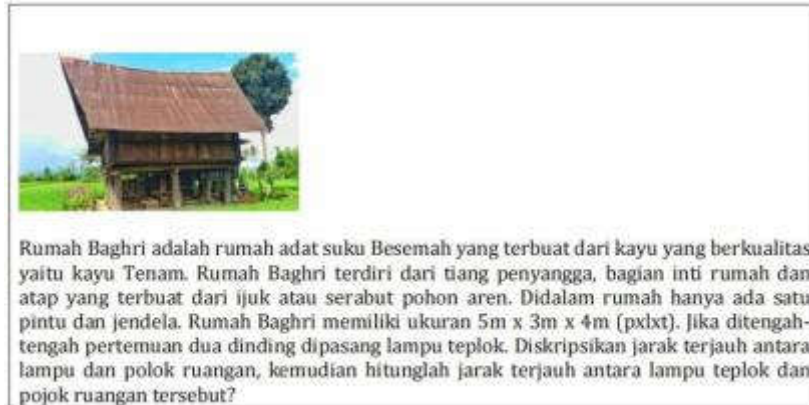 Rumah Baghri adalah rumah adat suku Besemah yang terbuat dari kayu yang berkualitas
yaitu kayu Tenam. Rumah Baghri terdiri dari tiang penyangga, bagian inti rumah dan
atap yang terbuat dari ijuk atau serabut pohon aren. Didalam rumah hanya ada satu
pintu dan jendela. Rumah Baghri memiliki ukuran 5m x 3m x 4m (pxlxt). Jika ditengah-
tengah pertemuan dua dinding dipasang lampu teplok. Diskripsikan jarak terjauh antara
lampu dan polok ruangan, kemudian hitunglah jarak terjauh antara lampu teplok dan
pojok ruangan tersebut?